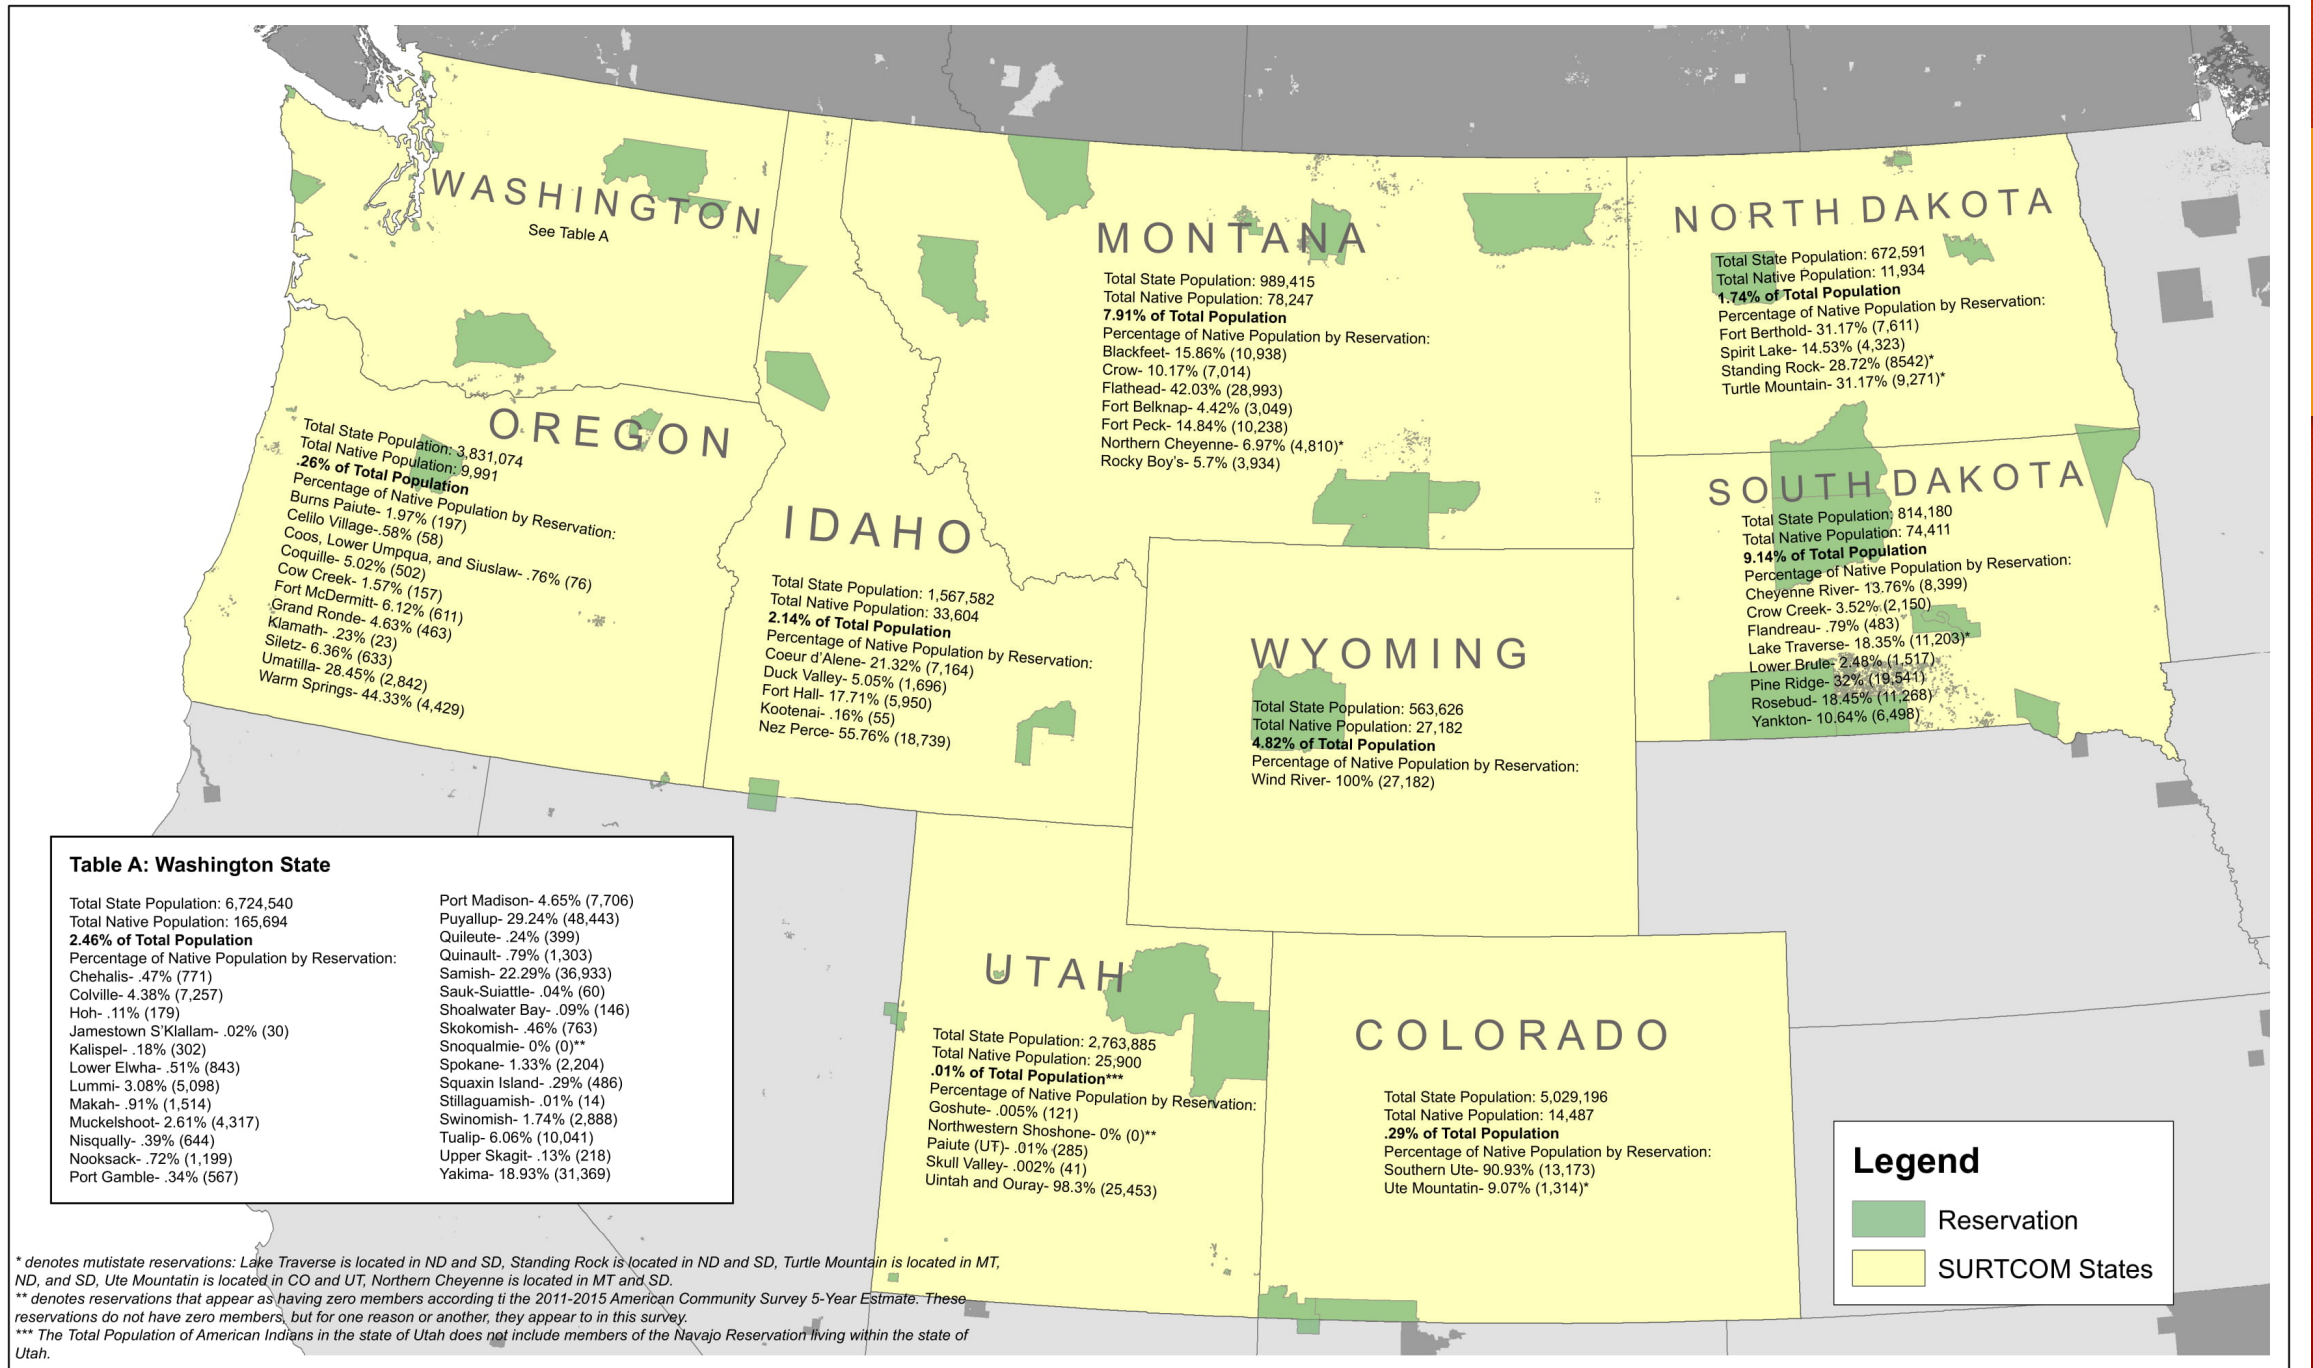 WASHINGTON
See Table A
MONTANA
Total State Population: 989,415
Total Native Population: 78,247
7.91% of Total Population
Percentage of Native Population by Reservation:
Blackfeet- 15.86% (10,938)
Crow- 10.17% (7,014)
Flathead- 42.03% (28,993)
Fort Belknap- 4.42% (3,049)
Fort Peck- 14.84% (10,238)
Northern Cheyenne- 6.97% (4,810)*
Rocky Boy's- 5.7% (3,934)
NORTH DAKOTA
Total State Population: 672,591
Total Native Population: 11,934
1.74% of Total Population
Percentage of Native Population by Reservation:
Fort Berthold- 31.17% (7,611)
Spirit Lake- 14.53% (4,323)
Standing Rock- 28.72% (8542)*
Turtle Mountain- 31.17% (9,271)*
OREGON
Total State Population: 3,831,074
Total Native Population: 9,991
.26% of Total Population
Percentage of Native Population by Reservation:
Burns Paiute- 1.97% (197)
Celilo Village-.58% (58)
Coos, Lower Umpqua, and Siuslaw- .76% (76)
Coquille- 5.02% (502)
Cow Creek- 1.57% (157)
Fort McDermitt- 6.12% (611)
Grand Ronde- 4.63% (463)
Klamath- .23% (23)
Siletz- 6.36% (633)
Umatilla- 28.45% (2,842)
Warm Springs- 44.33% (4,429)
IDAHO
Total State Population: 1,567,582
Total Native Population: 33,604
2.14% of Total Population
Percentage of Native Population by Reservation:
Coeur d'Alene- 21.32% (7,164)
Duck Valley- 5.05% (1,696)
Fort Hall- 17.71% (5,950)
Kootenai- .16% (55)
Nez Perce- 55.76% (18,739)
SOUTH DAKOTA
Total State Population: 814,180
Total Native Population: 74,411
9.14% of Total Population
Percentage of Native Population by Reservation:
Cheyenne River- 13.76% (8,399)
Crow Creek- 3.52% (2,150)
Flandreau- .79% (483)
Lake Traverse- 18.35% (11,203)*
Lower Brule- 2.48% (1,517)
Pine Ridge- 32% (19,541)
Rosebud- 18.45% (11,268)
Yankton- 10.64% (6,498)
WYOMING
Total State Population: 563,626
Total Native Population: 27,182
4.82% of Total Population
Percentage of Native Population by Reservation:
Wind River- 100% (27,182)
Table A: Washington State
Total State Population: 6,724,540
Total Native Population: 165,694
2.46% of Total Population
Percentage of Native Population by Reservation:
Chehalis- .47% (771)
Colville- 4.38% (7,257)
Hoh- .11% (179)
Jamestown S'Klallam- .02% (30)
Kalispel- .18% (302)
Lower Elwha- .51% (843)
Lummi- 3.08% (5,098)
Makah- .91% (1,514)
Muckelshoot- 2.61% (4,317)
Nisqually- .39% (644)
Nooksack- .72% (1,199)
Port Gamble- .34% (567)
Port Madison- 4.65% (7,706)
Puyallup- 29.24% (48,443)
Quileute- .24% (399)
Quinault- .79% (1,303)
Samish- 22.29% (36,933)
Sauk-Suiattle- .04% (60)
Shoalwater Bay- .09% (146)
Skokomish- .46% (763)
Snoqualmie- 0% (0)**
Spokane- 1.33% (2,204)
Squaxin Island- .29% (486)
Stillaguamish- .01% (14)
Swinomish- 1.74% (2,888)
Tualip- 6.06% (10,041)
Upper Skagit- .13% (218)
Yakima- 18.93% (31,369)
UTAH
Total State Population: 2,763,885
Total Native Population: 25,900
.01% of Total Population***
Percentage of Native Population by Reservation:
Goshute- .005% (121)
Northwestern Shoshone- 0% (0)**
Paiute (UT)- .01% (285)
Skull Valley- .002% (41)
Uintah and Ouray- 98.3% (25,453)
COLORADO
Total State Population: 5,029,196
Total Native Population: 14,487
.29% of Total Population
Percentage of Native Population by Reservation:
Southern Ute- 90.93% (13,173)
Ute Mountatin- 9.07% (1,314)*
Legend
Reservation
SURTCOM States
* denotes mutistate reservations: Lake Traverse is located in ND and SD, Standing Rock is located in ND and SD, Turtle Mountain is located in MT,
ND, and SD, Ute Mountatin is located in CO and UT, Northern Cheyenne is located in MT and SD.
** denotes reservations that appear as having zero members according ti the 2011-2015 American Community Survey 5-Year Estmate. These
reservations do not have zero members, but for one reason or another, they appear to in this survey.
*** The Total Population of American Indians in the state of Utah does not include members of the Navajo Reservation living within the state of
Utah.